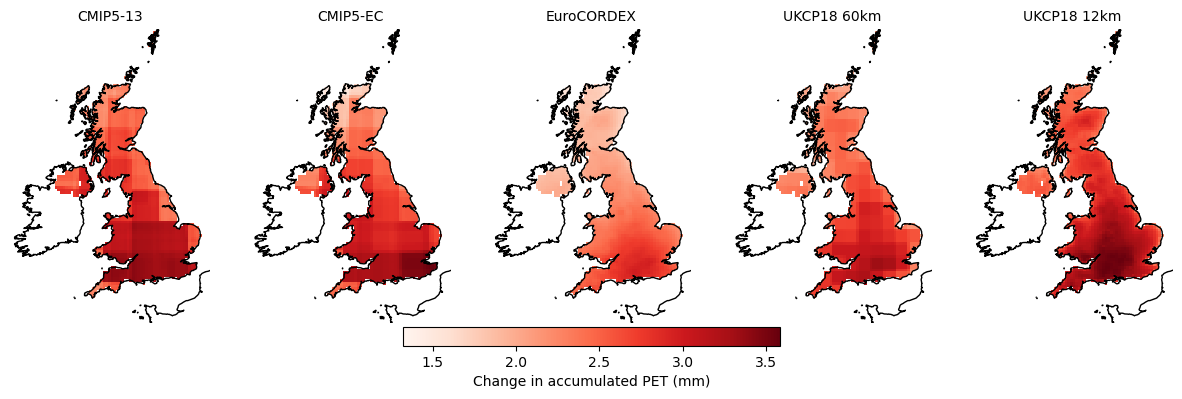 CMIP5-13 CMIP5-EC EuroCORDEX UKCP18 60km UKCP18 12km
1.5 2.0 2.5 3.0 3.5
Change in accumulated PET (mm)